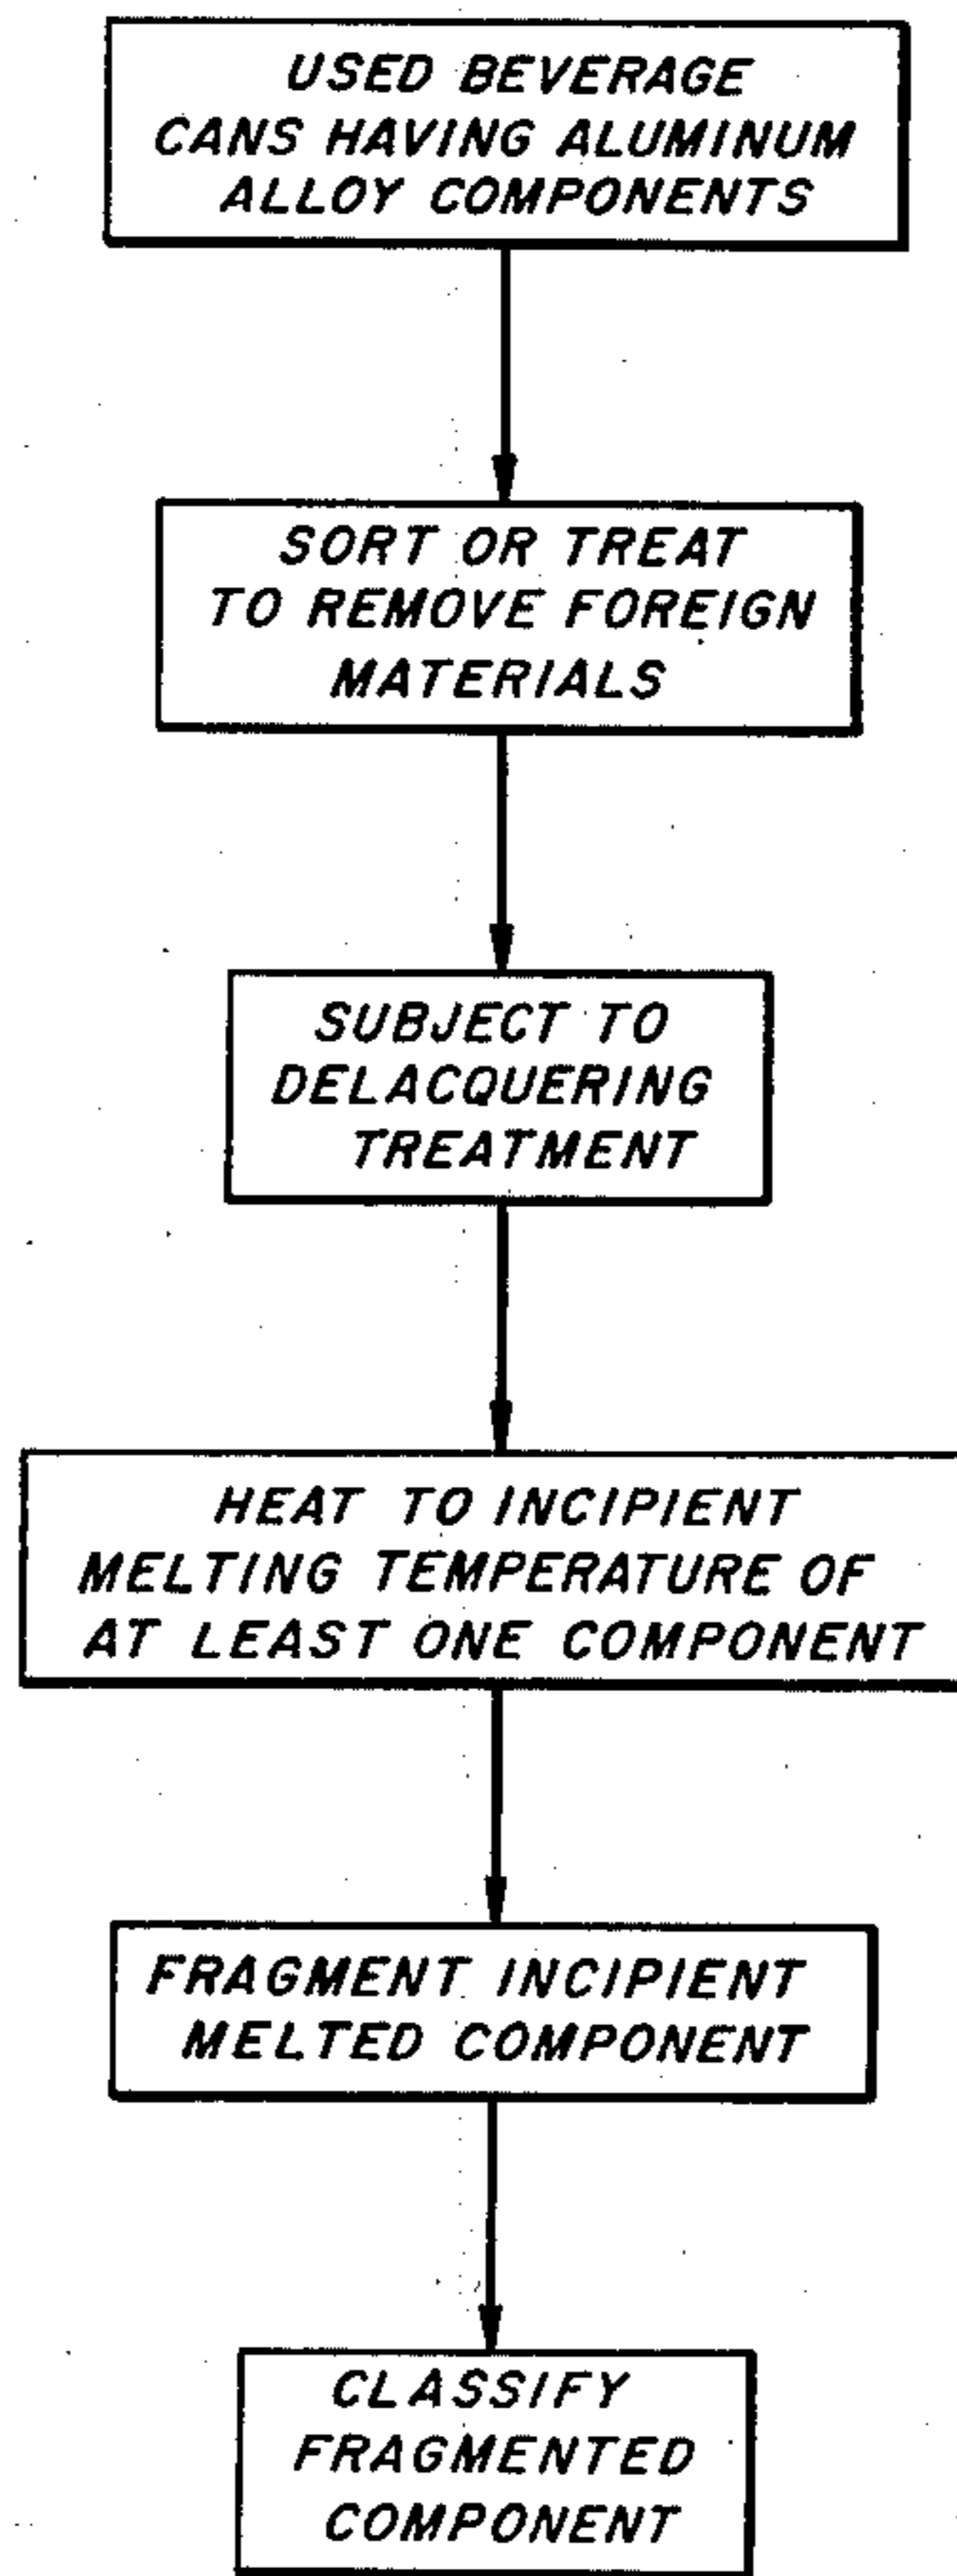 USED BEVERAGE
CANS HAVING ALUMINUM
ALLOY COMPONENTS
SORT OR TREAT
TO REMOVE FOREIGN
MATERIALS
SUBJECT TO
DELACQUERING
TREATMENT
HEAT TO INCIPIENT
MELTING TEMPERATURE OF
AT LEAST ONE COMPONENT
FRAGMENT INCIPIENT
MELTED COMPONENT
CLASSIFY
FRAGMENTED
COMPONENT